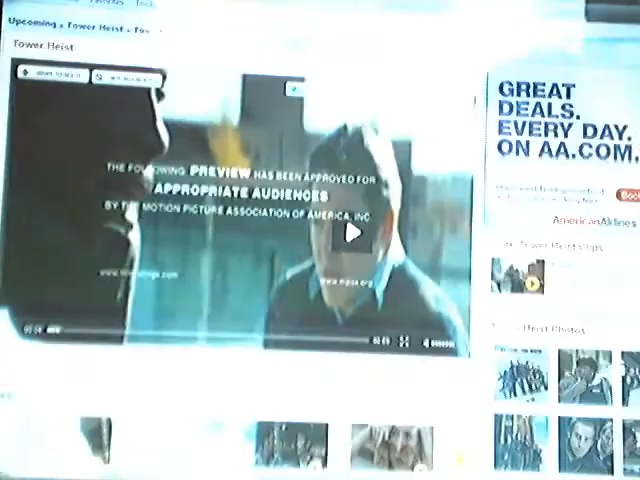 Upcoming Tower Heist
Tower Heist
THE FOLLOWING PREVIEW HAS BEEN APPROVED FOR
APPROPRIATE AUDIENCES
BY THE MOTION PICTURE ASSOCIATION OF AMERICA, INC.
www.mpaa.org
GREAT
DEALS.
EVERY DAY.
ON AA.COM.
Book
AmericanAirlines
Tower Heist Clips
Heist Photos